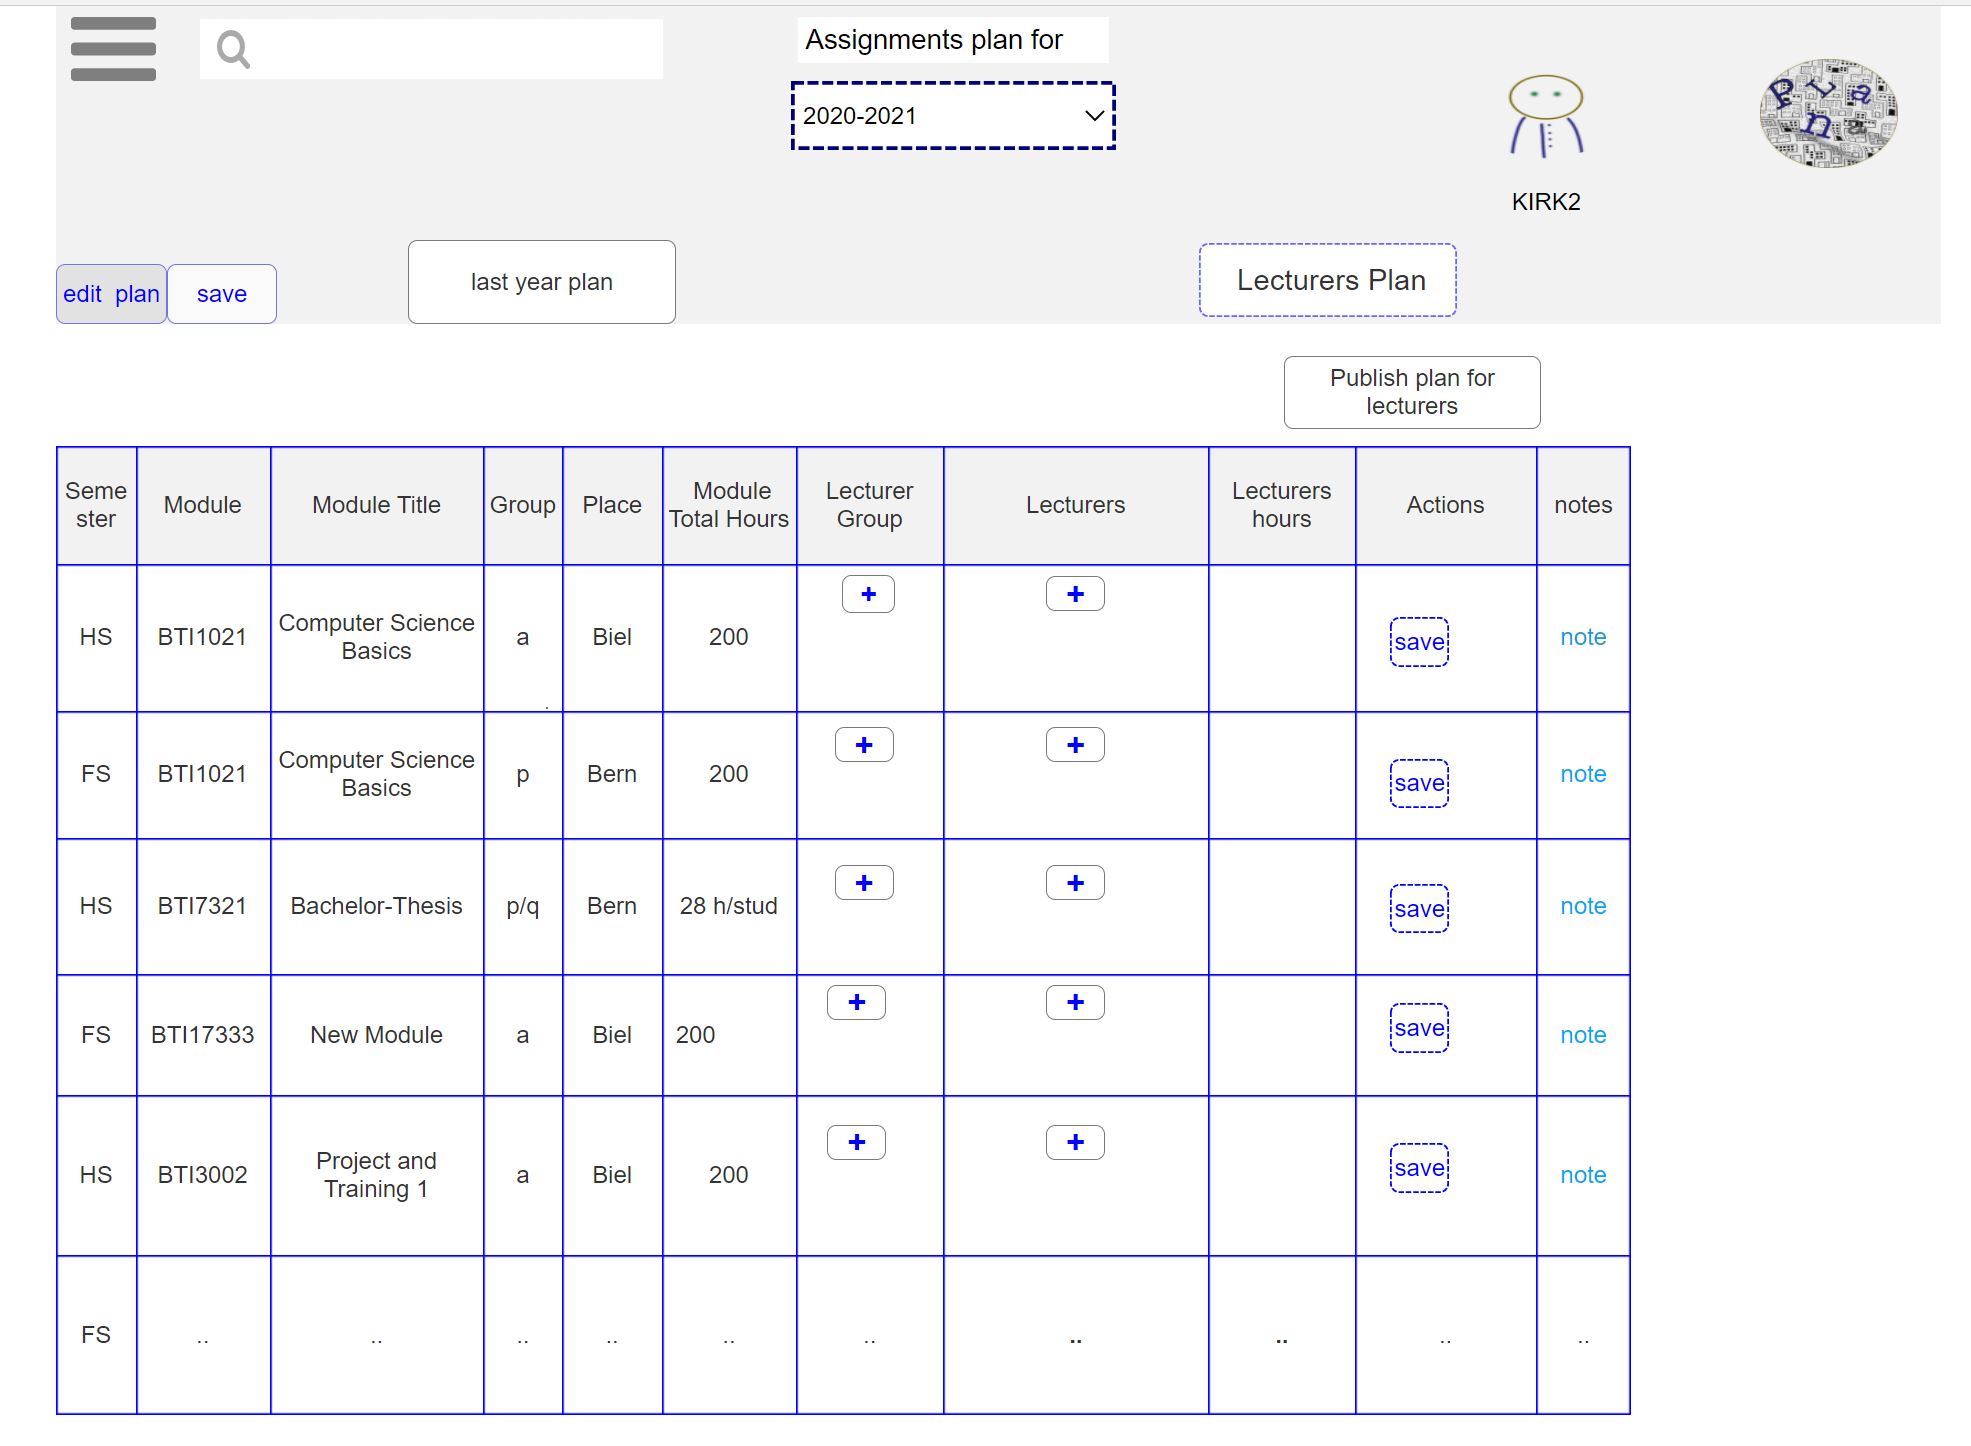 Assignments plan for
2020-2021
P L a
n a
KIRK2
edit plan
save
last year plan
Lecturers Plan
Publish plan for
lecturers
Seme
ster
Module
Module Title
Group
Place
Module
Total Hours
Lecturer
Group
Lecturers
Lecturers
hours
Actions
notes
HS
BTI1021
Computer Science
Basics
a
.
Biel
200
+
+
save
note
FS
BTI1021
Computer Science
Basics
p
Bern
200
+
+
save
note
HS
BTI7321
Bachelor-Thesis
p/q
Bern
28 h/stud
+
+
save
note
FS
BTI17333
New Module
a
Biel
200
+
+
save
note
HS
BTI3002
Project and
Training 1
a
Biel
200
+
+
save
note
FS
..
..
..
..
..
..
..
..
..
..